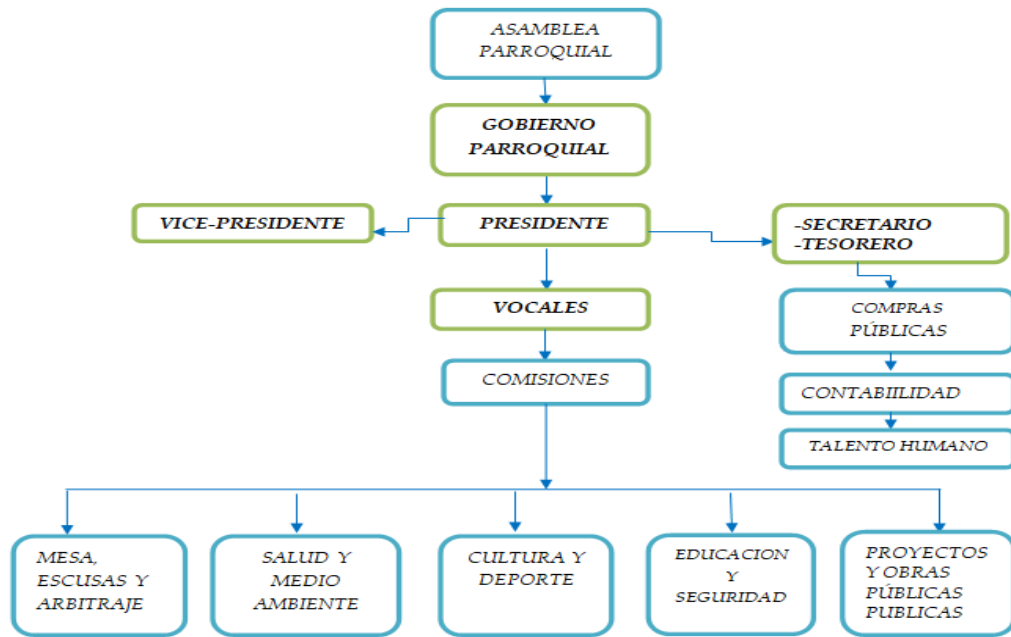 ASAMBLEA
PARROQUIAL
GOBIERNO
PARROQUIAL
VICE-PRESIDENTE
PRESIDENTE
-SECRETARIO
-TESORERO
VOCALES
COMPRAS
PÚBLICAS
COMISIONES
CONTABIILIDAD
TALENTO HUMANO
MESA,
ESCUSAS Y
ARBITRAJE
SALUD Y
MEDIO
AMBIENTE
CULTURA Y
DEPORTE
EDUCACION
Y
SEGURIDAD
PROYECTOS
Y OBRAS
PÚBLICAS
PUBLICAS